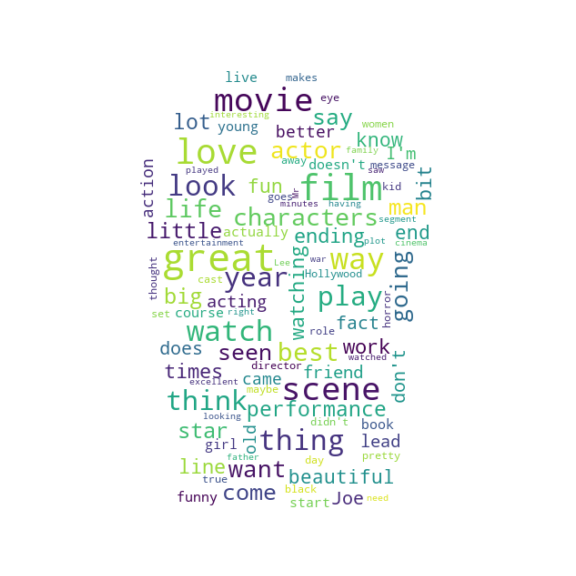 live makes
movie eye
interesting
lot young say women
better know
love actor family I'm
away doesn't message
played saw
action look fun goes Mr film kid bit
minutes having
life characters man segment
little actually ending end
entertainment plot cinema
great Lee war way
thought year watching Hollywood going
cast horror
big acting play
set course right role fact
watch watched
does seen best work
director don't
times came friend
excellent maybe
think looking scene
performance
star didn't book
girl old thing lead
father day pretty
line want beautiful
true
funny come black Joe need
start